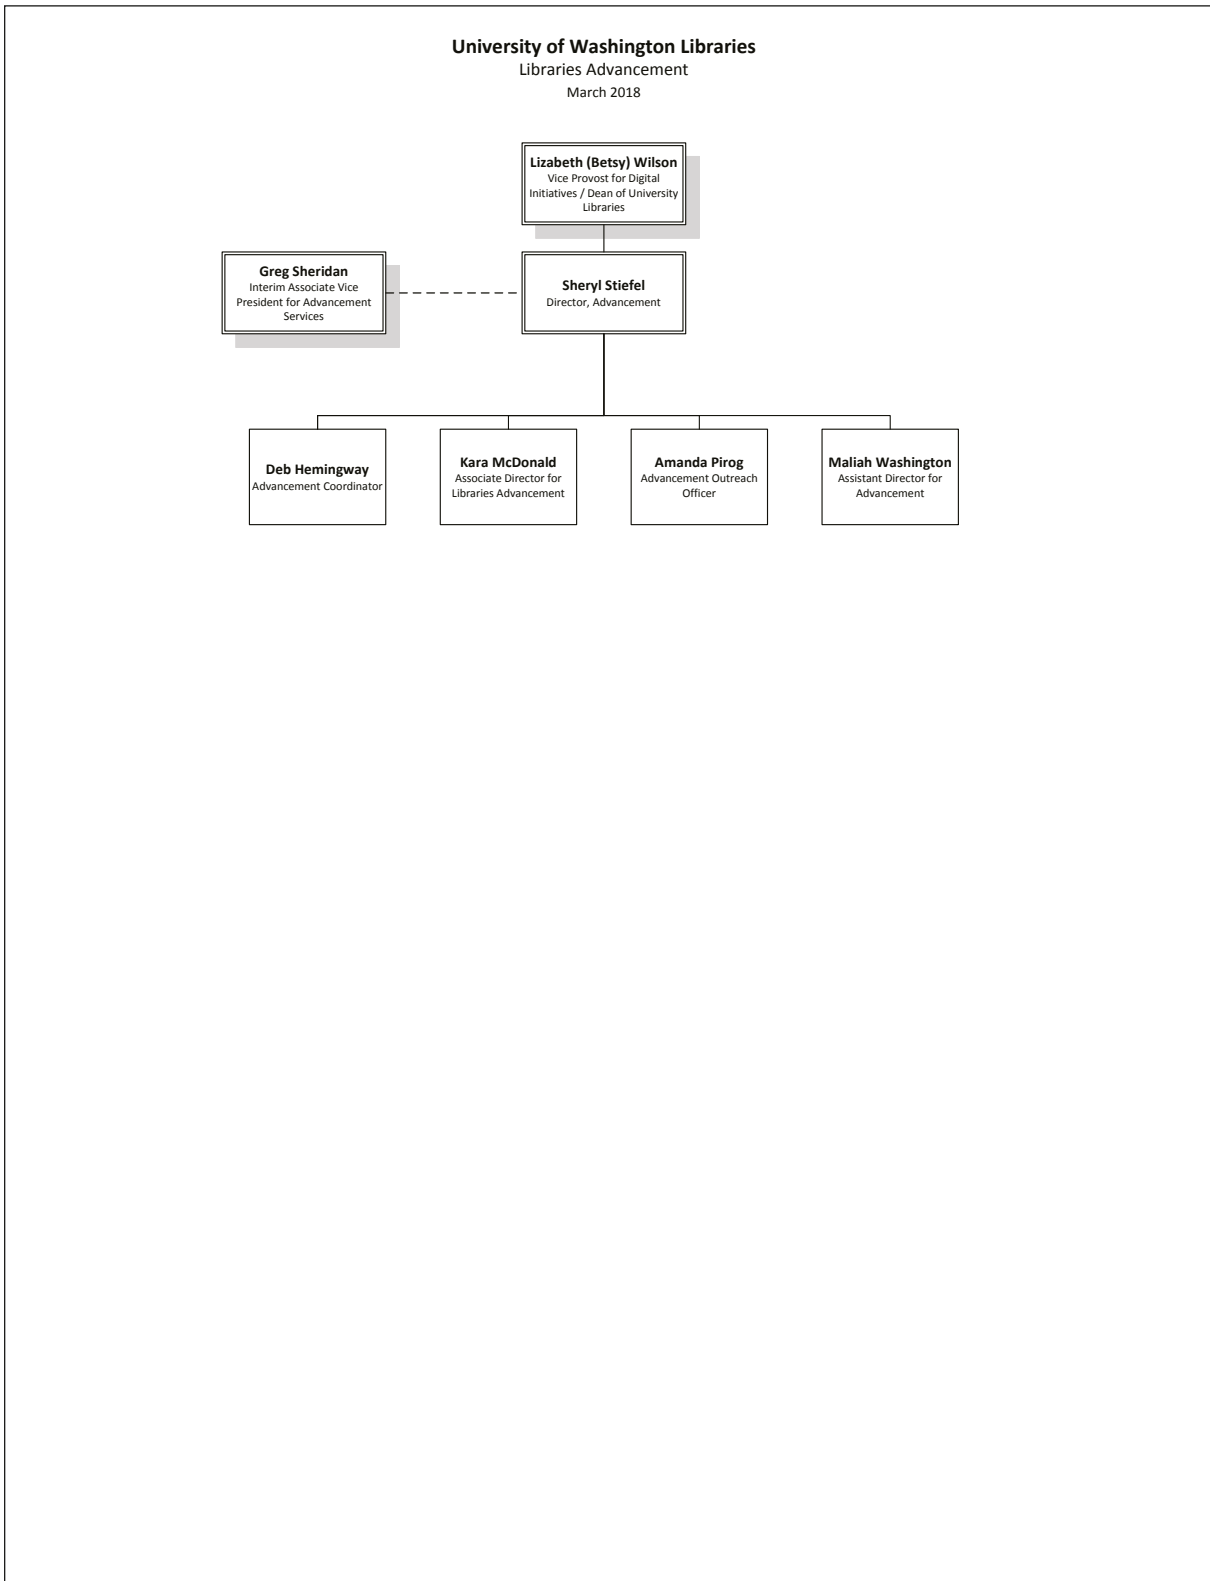 University of Washington Libraries
Libraries Advancement
March 2018
Lizabeth (Betsy) Wilson
Vice Provost for Digital
Initiatives / Dean of University
Libraries
Greg Sheridan
Interim Associate Vice
President for Advancement
Services
Sheryl Stiefel
Director, Advancement
Deb Hemingway
Advancement Coordinator
Kara McDonald
Associate Director for
Libraries Advancement
Amanda Pirog
Advancement Outreach
Officer
Maliah Washington
Assistant Director for
Advancement